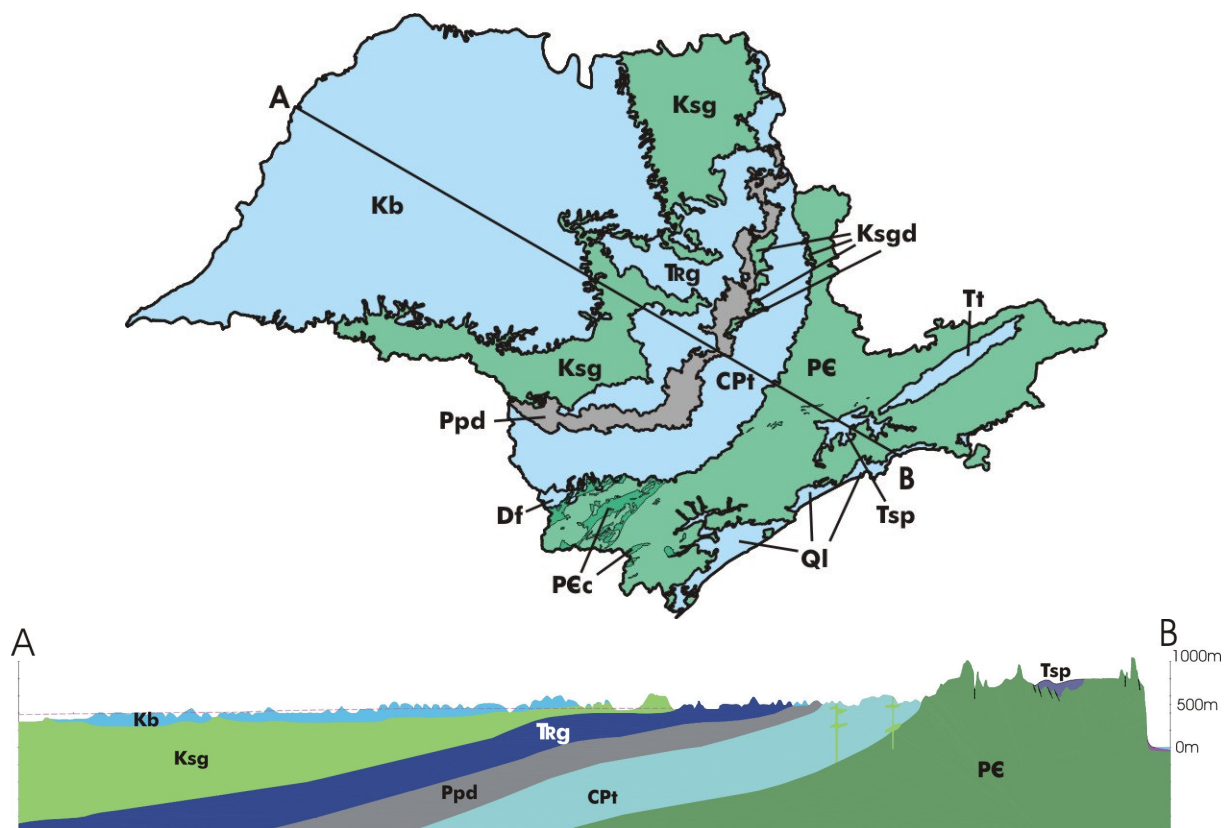 Ksg
A
Kb
Ksgd
TRg
Tt
Ksg
CPt
PЄ
Ppd
B
Df
Tsp
Ql
PЄc
A
B
1000m
Tsp
500m
Kb
TRg
0m
Ksg
PЄ
Ppd
CPt